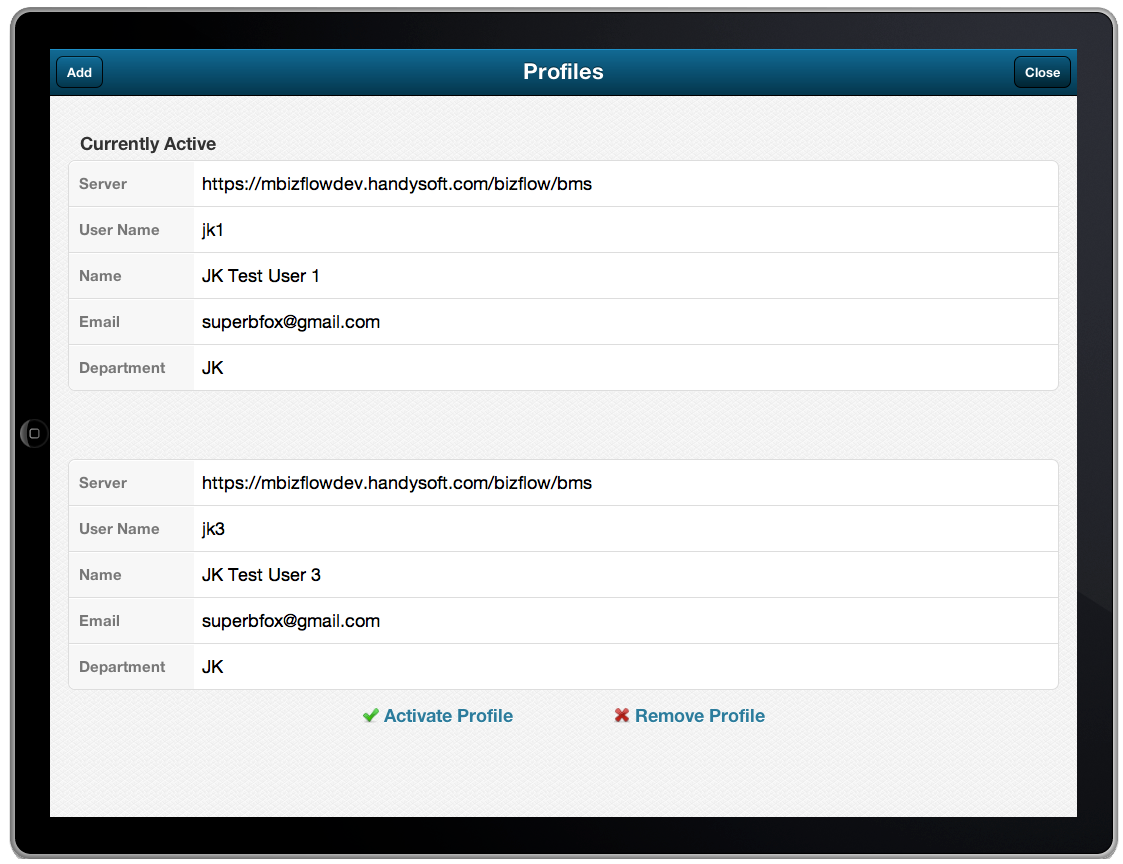 Add Profiles Close
Currently Active
Server https://mbizflowdev.handysoft.com/bizflow/bms
User Name jk1
Name JK Test User 1
Email superbfox@gmail.com
Department JK
Server https://mbizflowdev.handysoft.com/bizflow/bms
User Name jk3
Name JK Test User 3
Email superbfox@gmail.com
Department JK
Activate Profile Remove Profile